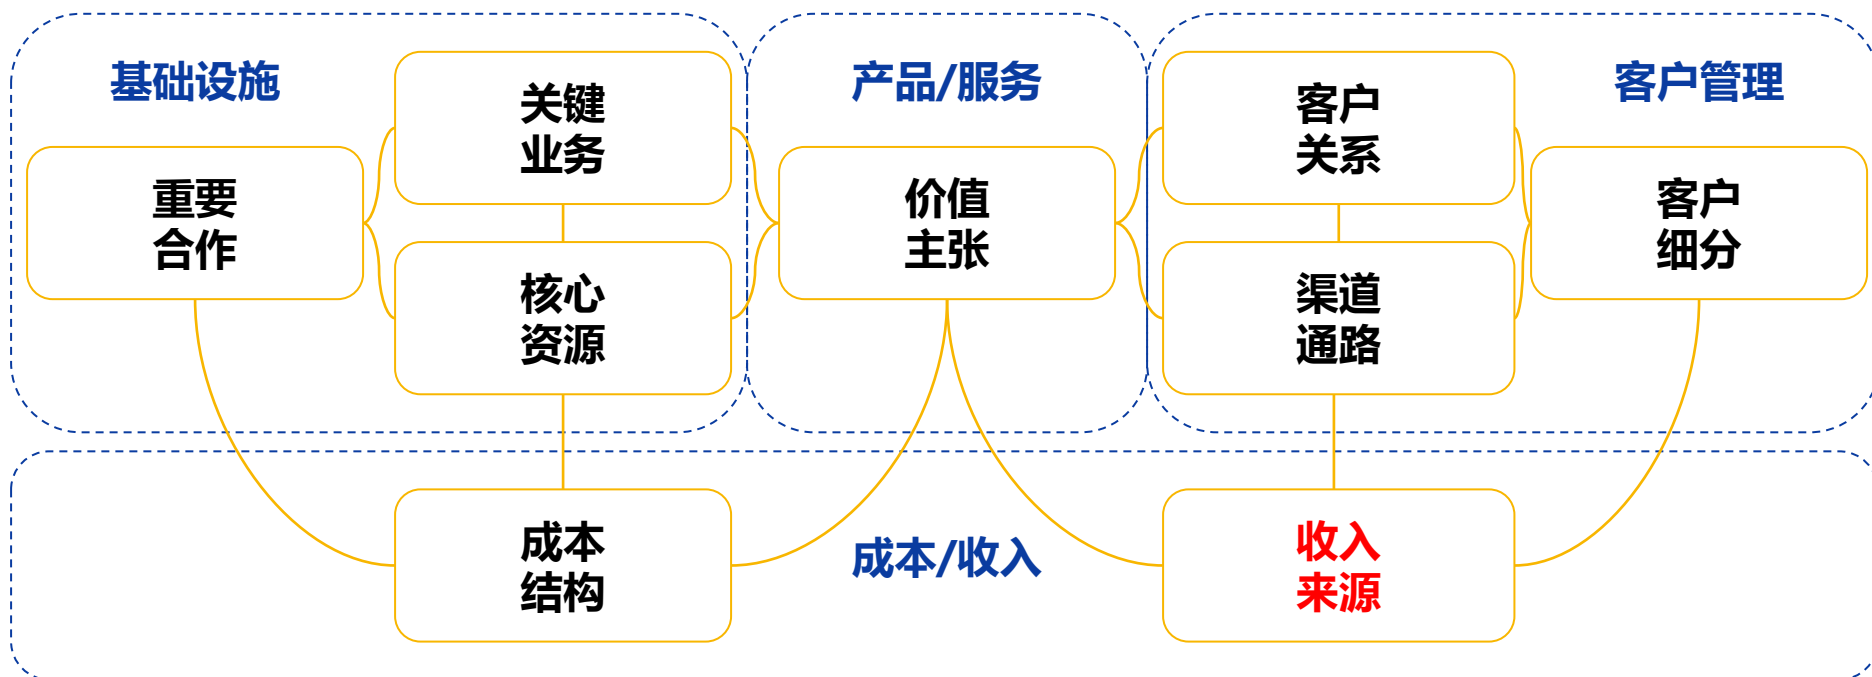 基础设施
关键
业务
产品/服务
客户
关系
客户管理
重要
合作
价值
主张
客户
细分
核心
资源
渠道
通路
成本
结构
成本/收入
收入
来源